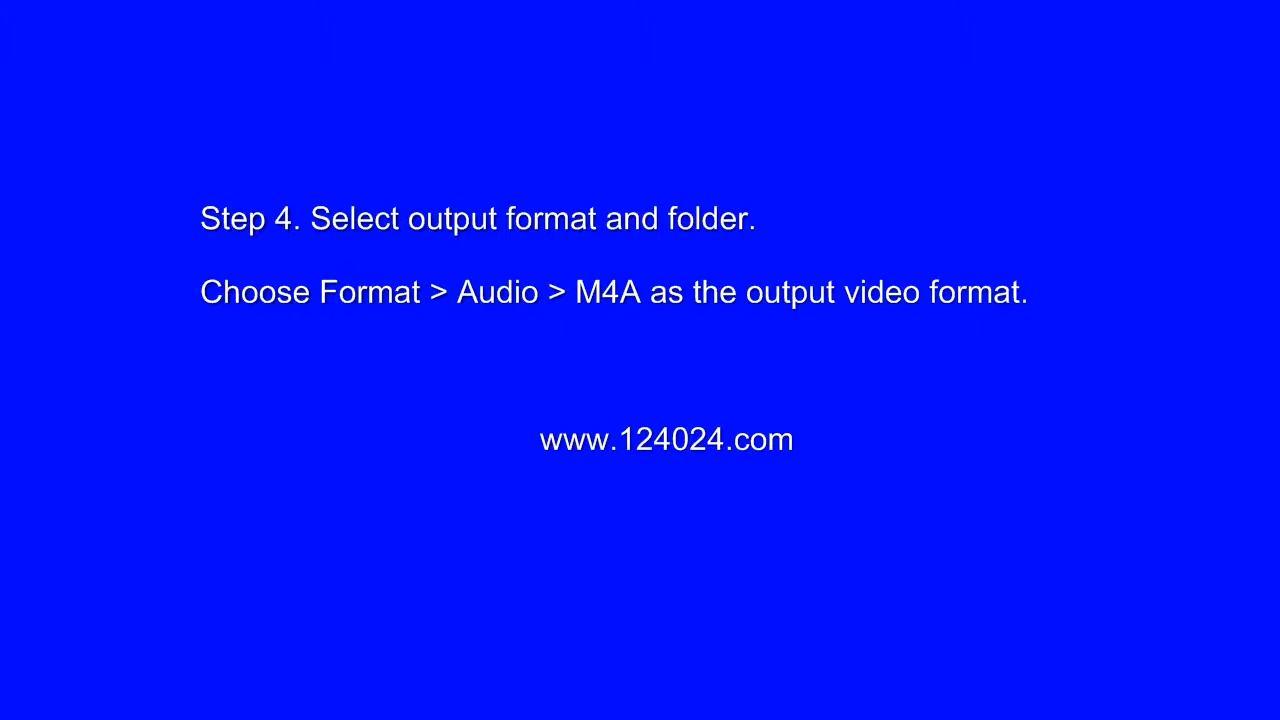 Step 4. Select output format and folder.
Choose Format > Audio > M4A as the output video format.
www.124024.com